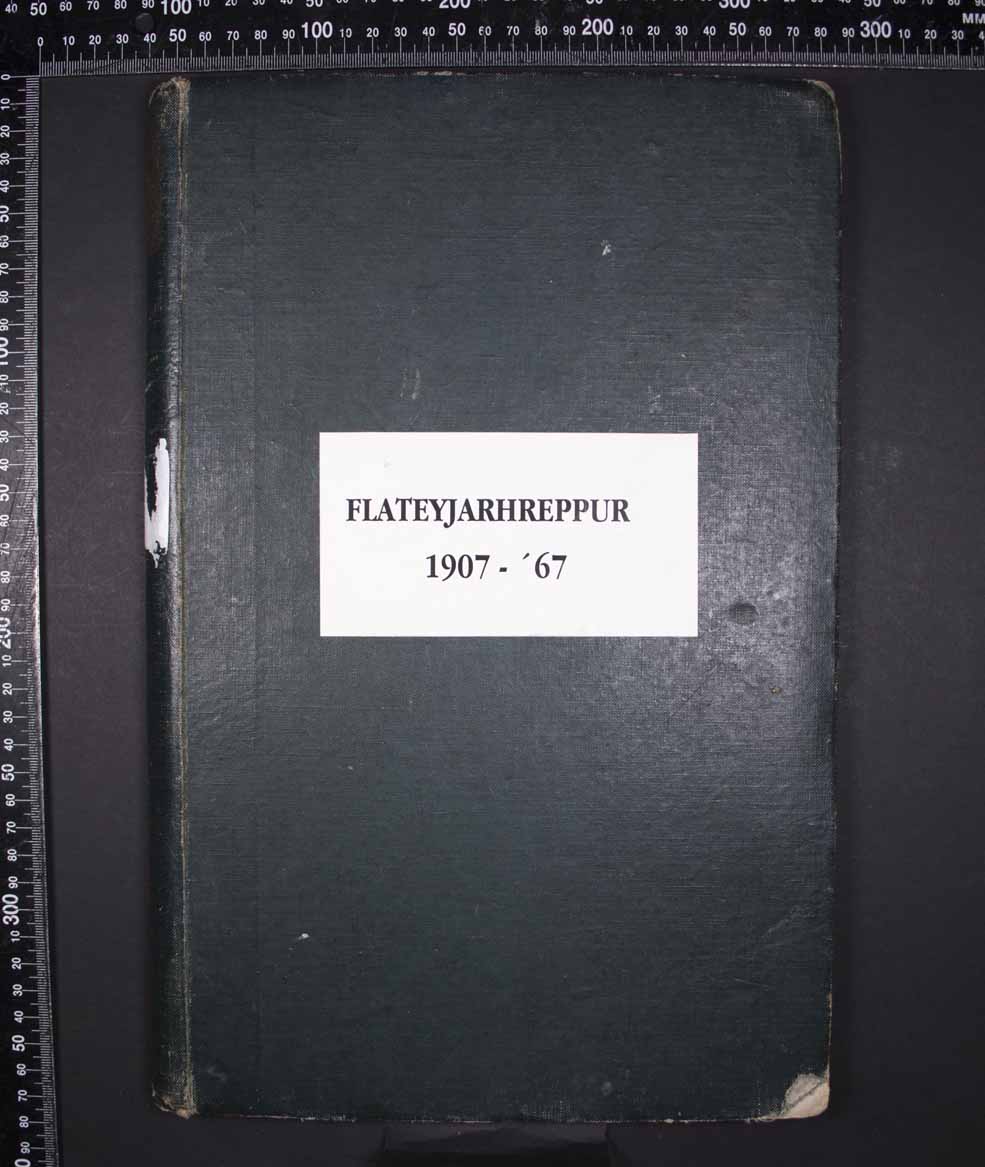 FLATEYJARHREPPUR
1907 - ´67